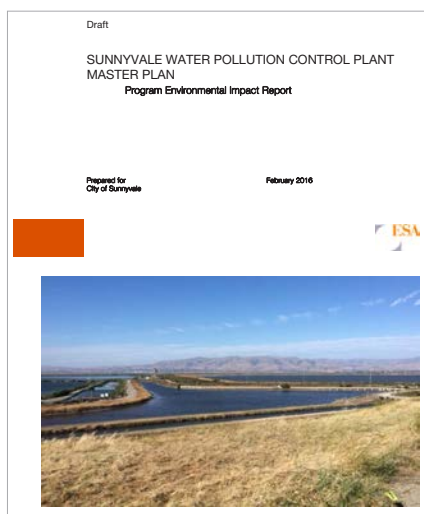 Draft
SUNNYVALE WATER POLLUTION CONTROL PLANT
MASTER PLAN
Program Environmental Impact Report
Prepared for
City of Sunnyvale
February 2016
ESA